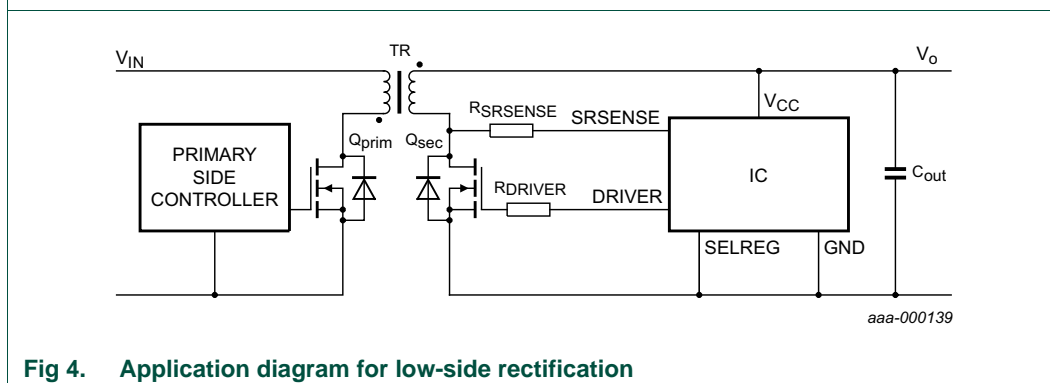 V_IN
TR
V_o
V_CC
R_SRSENSE
SRSENSE
Q_prim
Q_sec
PRIMARY
SIDE
CONTROLLER
IC
C_out
R_DRIVER
DRIVER
SELREG
GND
aaa-000139
Fig 4. Application diagram for low-side rectification